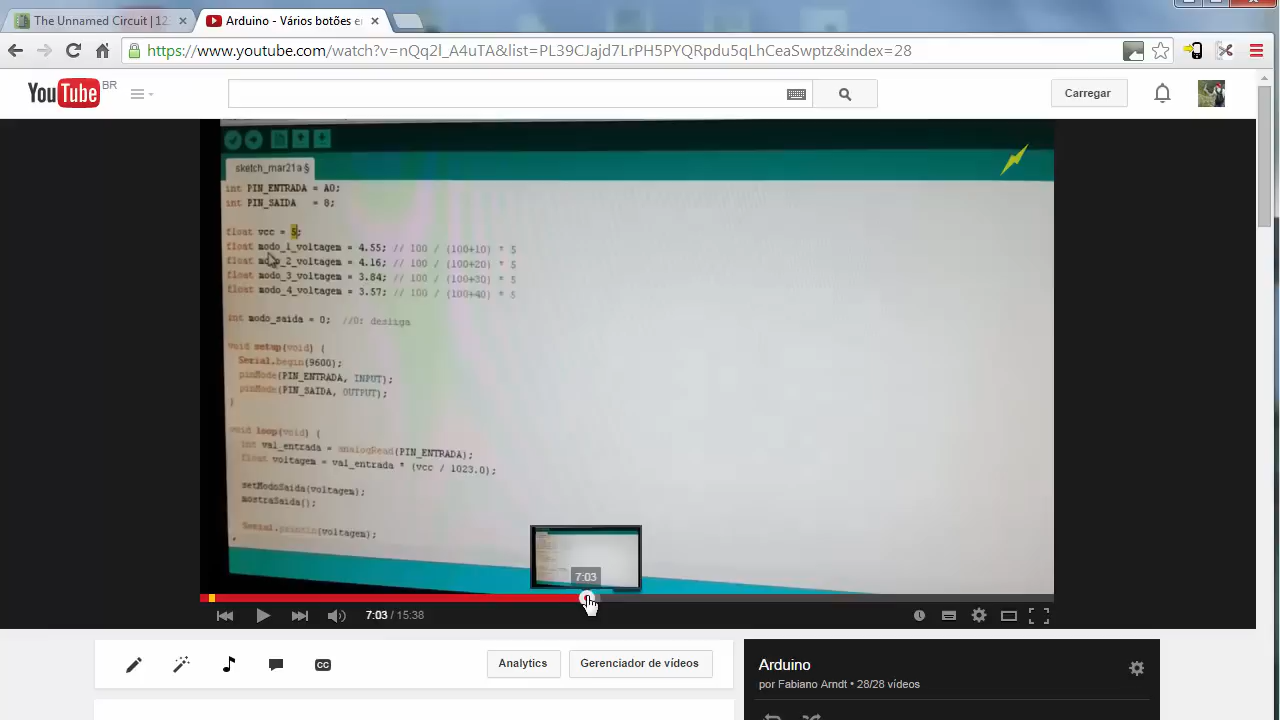 The Unnamed Circuit | 12
Arduino - Vários botões e
https://www.youtube.com/watch?v=nQq2l_A4uTA&list=PL39CJajd7LrPH5PYQRpdu5qLhCeaSwptz&index=28
YouTube BR
Carregar
sketch_mar21a §
int PIN_ENTRADA = A0;
int PIN_SAIDA = 8;
float vcc = 5;
float modo_1_voltagem = 4.55; // 100 / (100+10) * 5
float modo_2_voltagem = 4.16; // 100 / (100+20) * 5
float modo_3_voltagem = 3.84; // 100 / (100+30) * 5
float modo_4_voltagem = 3.57; // 100 / (100+40) * 5
int modo_saida = 0; //0: desliga
void setup(void) {
Serial.begin(9600);
pinMode(PIN_ENTRADA, INPUT);
pinMode(PIN_SAIDA, OUTPUT);
}
void loop(void) {
int val_entrada = analogRead(PIN_ENTRADA);
float voltagem = val_entrada * (vcc / 1023.0);
setModoSaida(voltagem);
mostraSaida();
Serial.println(voltagem);
7:03
7:03 / 15:38
CC
Analytics
Gerenciador de vídeos
Arduino
por Fabiano Arndt • 28/28 vídeos